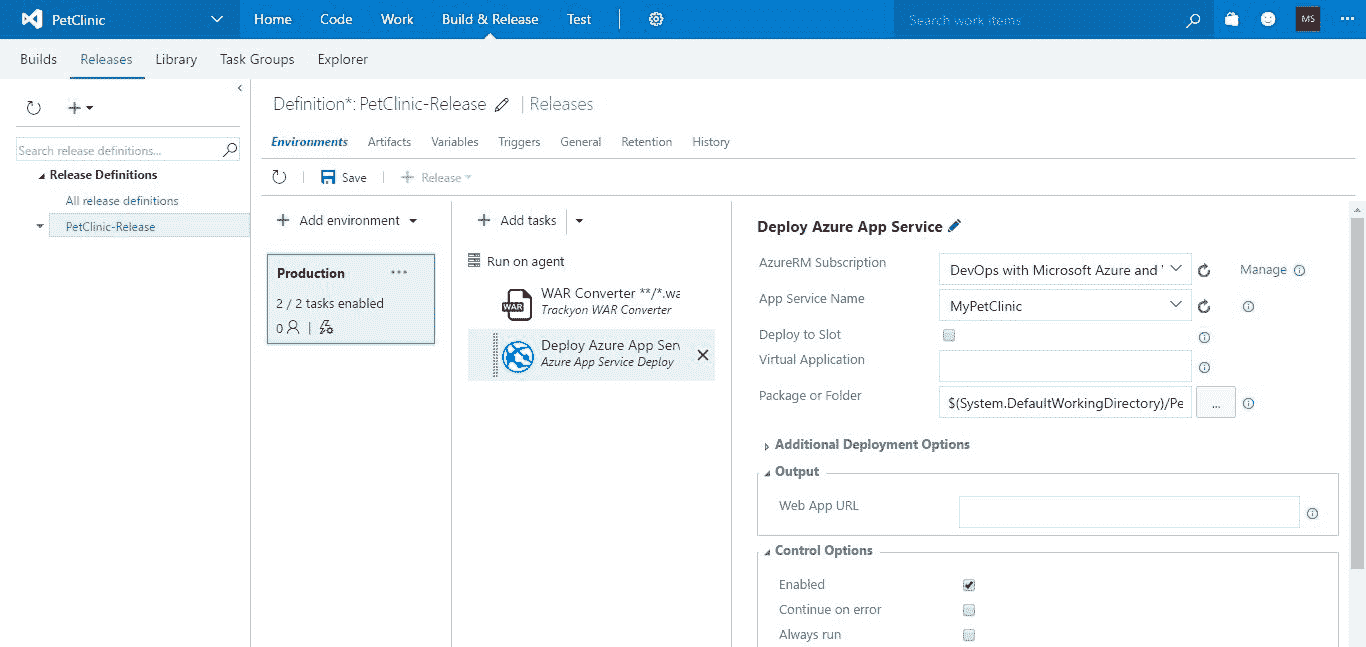 PetClinic Home Code Work Build & Release Test Search work items MS
Builds Releases Library Task Groups Explorer
Search release definitions...
Release Definitions
All release definitions
PetClinic-Release
Definition*: PetClinic-Release | Releases
Environments Artifacts Variables Triggers General Retention History
Save Release
Add environment
Production
2 / 2 tasks enabled
0
Add tasks
Run on agent
WAR Converter **/*.wa
WAR
Trackyon WAR Converter
Deploy Azure App Serv
Azure App Service Deploy
Deploy Azure App Service
AzureRM Subscription DevOps with Microsoft Azure and Manage
App Service Name MyPetClinic
Deploy to Slot
Virtual Application
Package or Folder $(System.DefaultWorkingDirectory)/Pe ...
Additional Deployment Options
Output
Web App URL
Control Options
Enabled
Continue on error
Always run